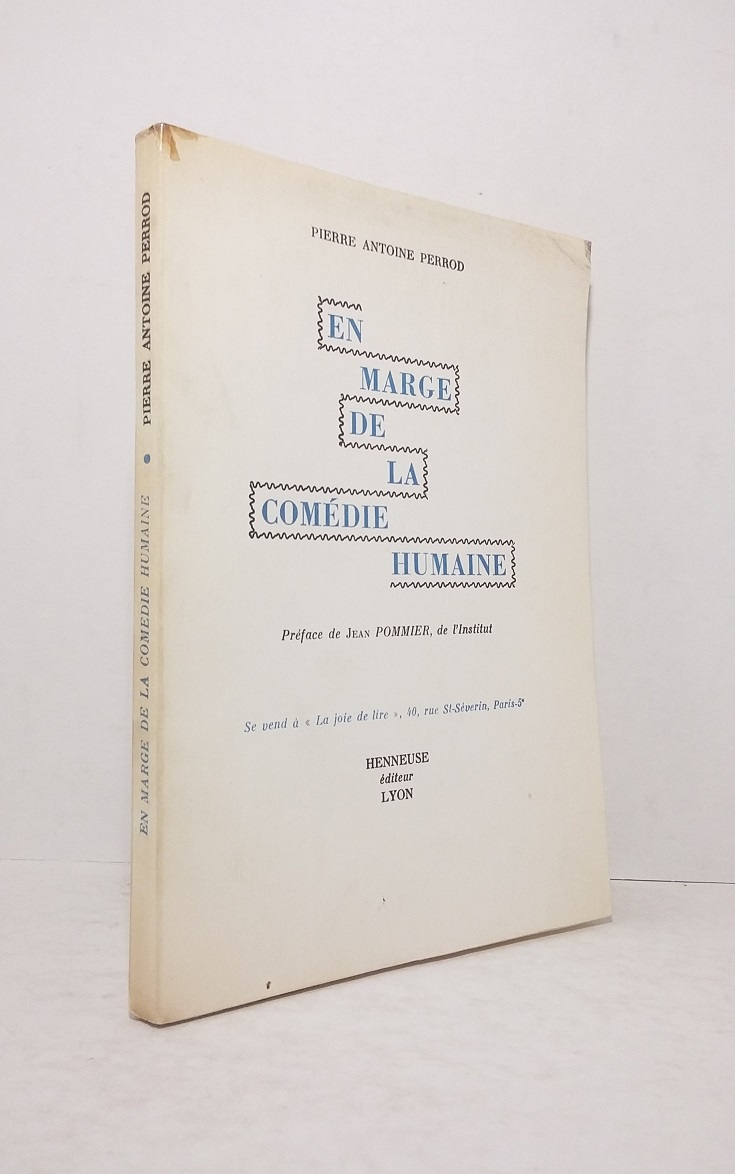 PIERRE ANTOINE PERROD
EN
MARGE
DE
LA
COMÉDIE
HUMAINE
Préface de JEAN POMMIER, de l'Institut
Se vend à « La joie de lire », 40, rue St-Séverin, Paris-5e
HENNEUSE
éditeur
LYON
EN MARGE DE LA COMEDIE HUMAINE • PIERRE ANTOINE PERROD